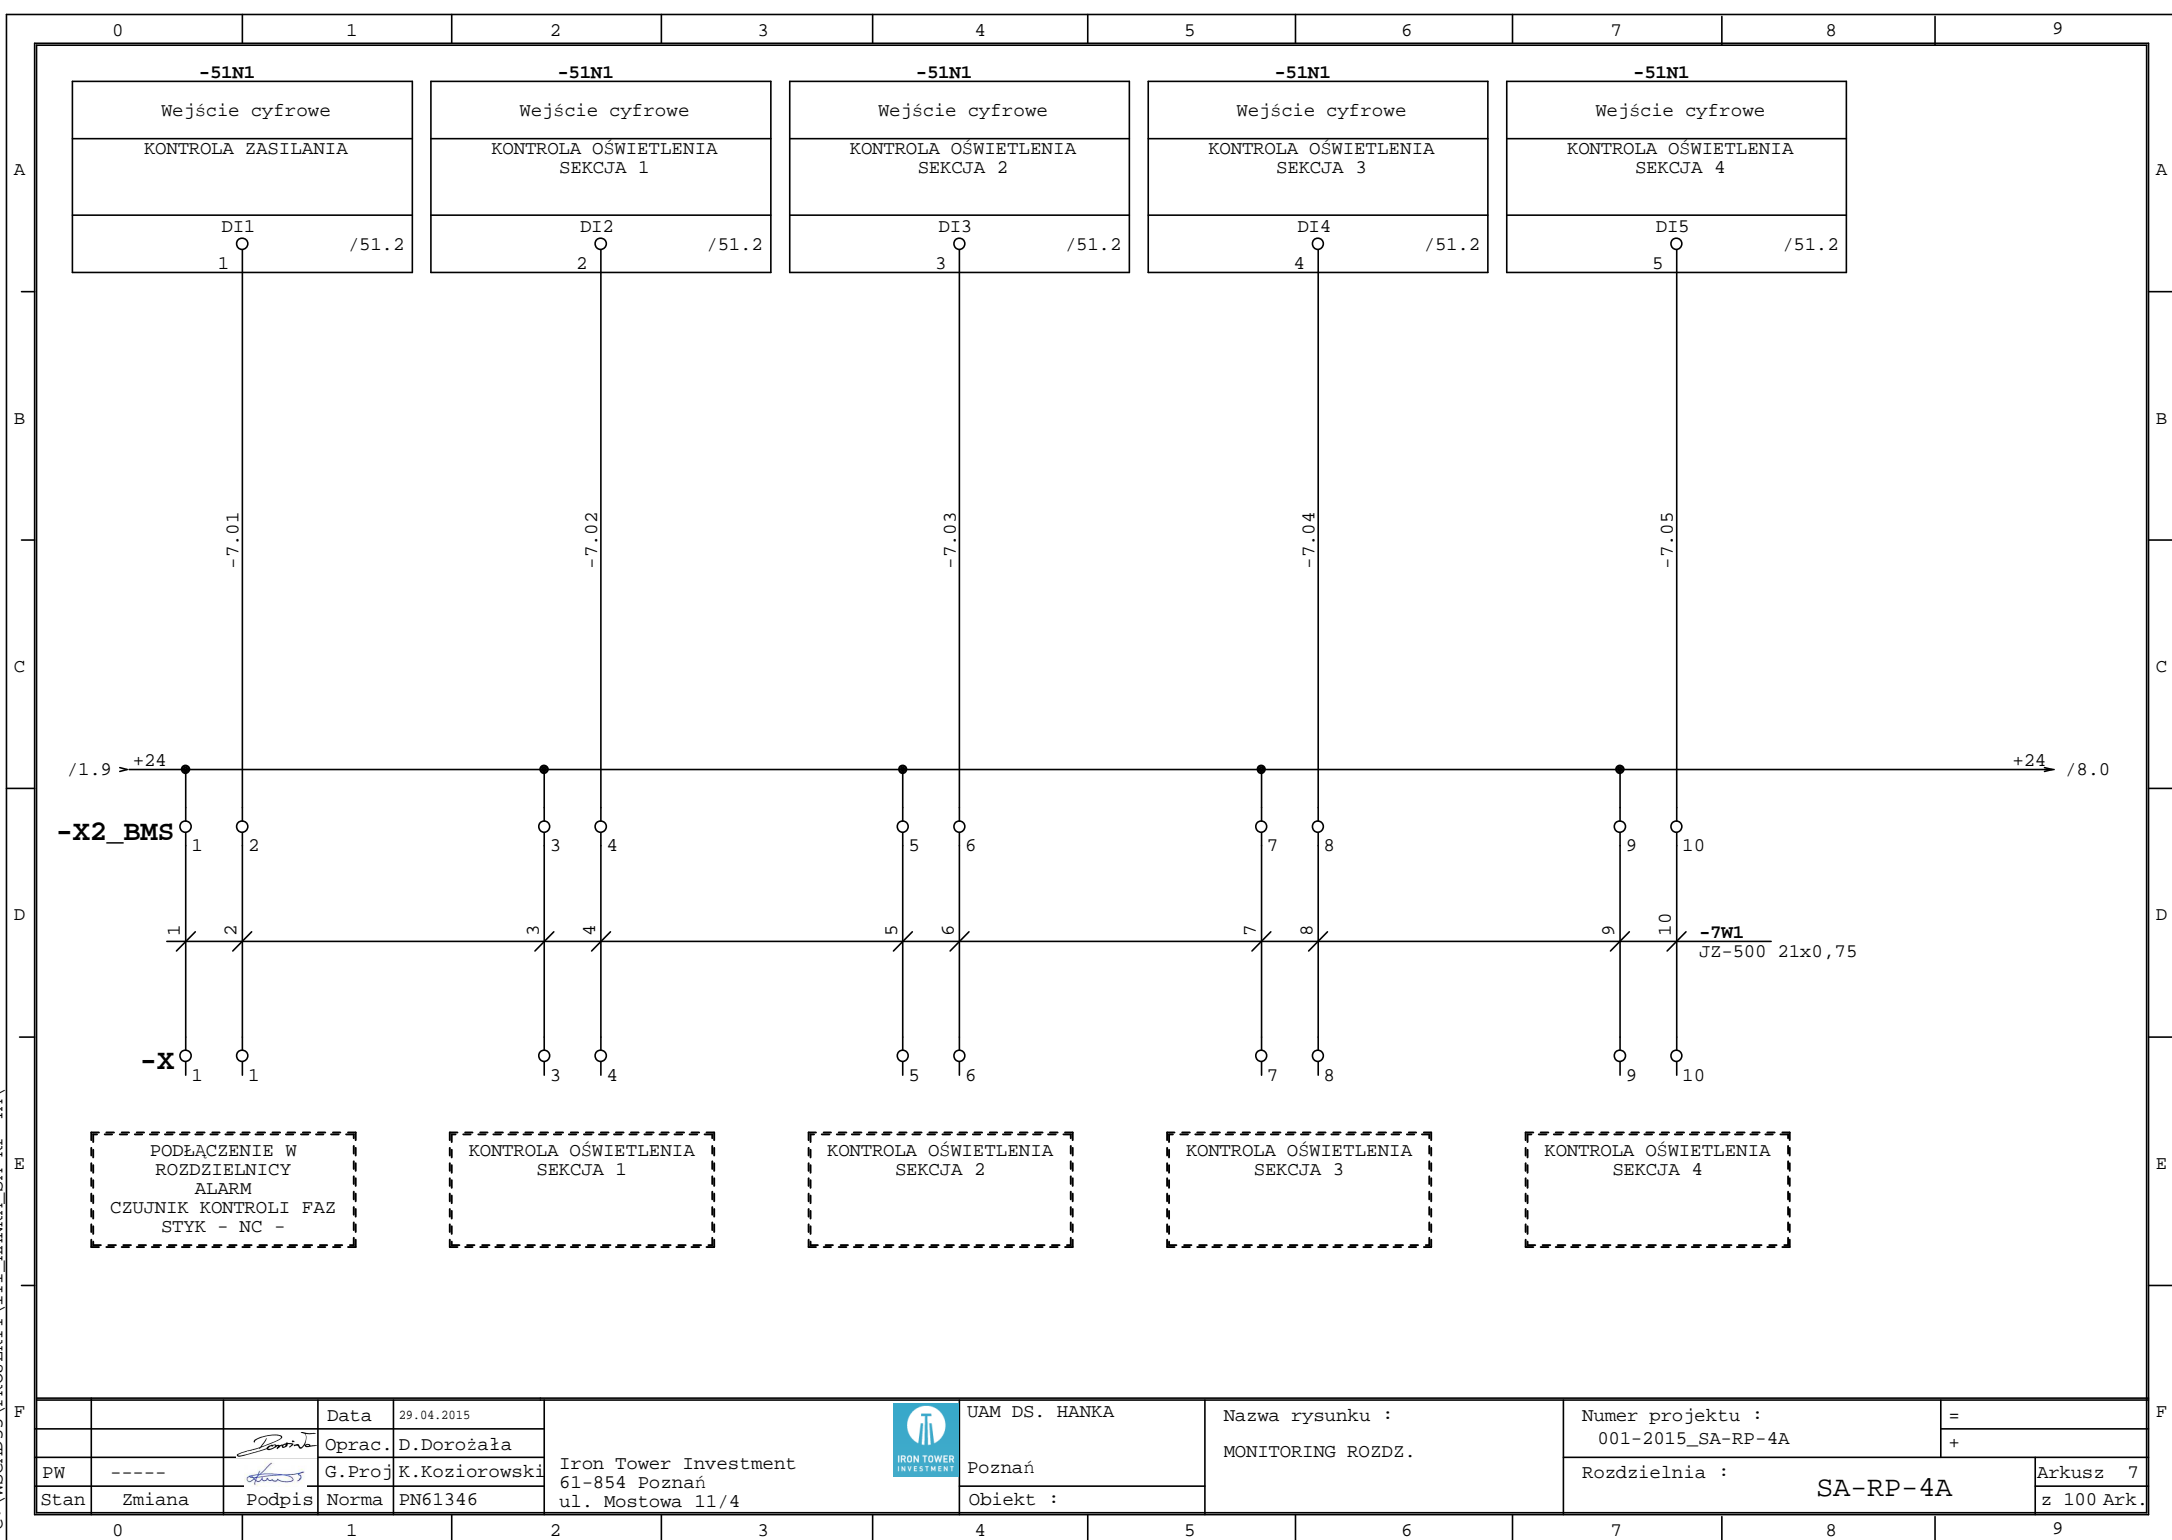 0 1 2 3 4 5 6 7 8 9
-51N1 -51N1 -51N1 -51N1 -51N1
Wejście cyfrowe Wejście cyfrowe Wejście cyfrowe Wejście cyfrowe Wejście cyfrowe
KONTROLA ZASILANIA KONTROLA OŚWIETLENIA KONTROLA OŚWIETLENIA KONTROLA OŚWIETLENIA KONTROLA OŚWIETLENIA
SEKCJA 1 SEKCJA 2 SEKCJA 3 SEKCJA 4
A A
DI1 DI2 DI3 DI4 DI5
/51.2 /51.2 /51.2 /51.2 /51.2
1 2 3 4 5
B B
-7.01 -7.02 -7.03 -7.04 -7.05
C C
/1.9 +24 +24 /8.0
-X2_BMS
1 2 3 4 5 6 7 8 9 10
D D
1 2 3 4 5 6 7 8 9 10
-7W1
JZ-500 21x0,75
-X
1 1 3 4 5 6 7 8 9 10
E E
PODŁĄCZENIE W
ROZDZIELNICY
ALARM
CZUJNIK KONTROLI FAZ
STYK - NC -
KONTROLA OŚWIETLENIA
SEKCJA 1
KONTROLA OŚWIETLENIA
SEKCJA 2
KONTROLA OŚWIETLENIA
SEKCJA 3
KONTROLA OŚWIETLENIA
SEKCJA 4
F F
Data 29.04.2015
Oprac. D.Dorożała
PW ----- G.Proj K.Koziorowski
Stan Zmiana Podpis Norma PN61346
Iron Tower Investment
61-854 Poznań
ul. Mostowa 11/4
IRON TOWER
INVESTMENT
UAM DS. HANKA
Poznań
Obiekt :
Nazwa rysunku :
MONITORING ROZDZ.
Numer projektu :
001-2015_SA-RP-4A
Rozdzielnia :
SA-RP-4A
=
+
Arkusz 7
z 100 Ark.
0 1 2 3 4 5 6 7 8 9